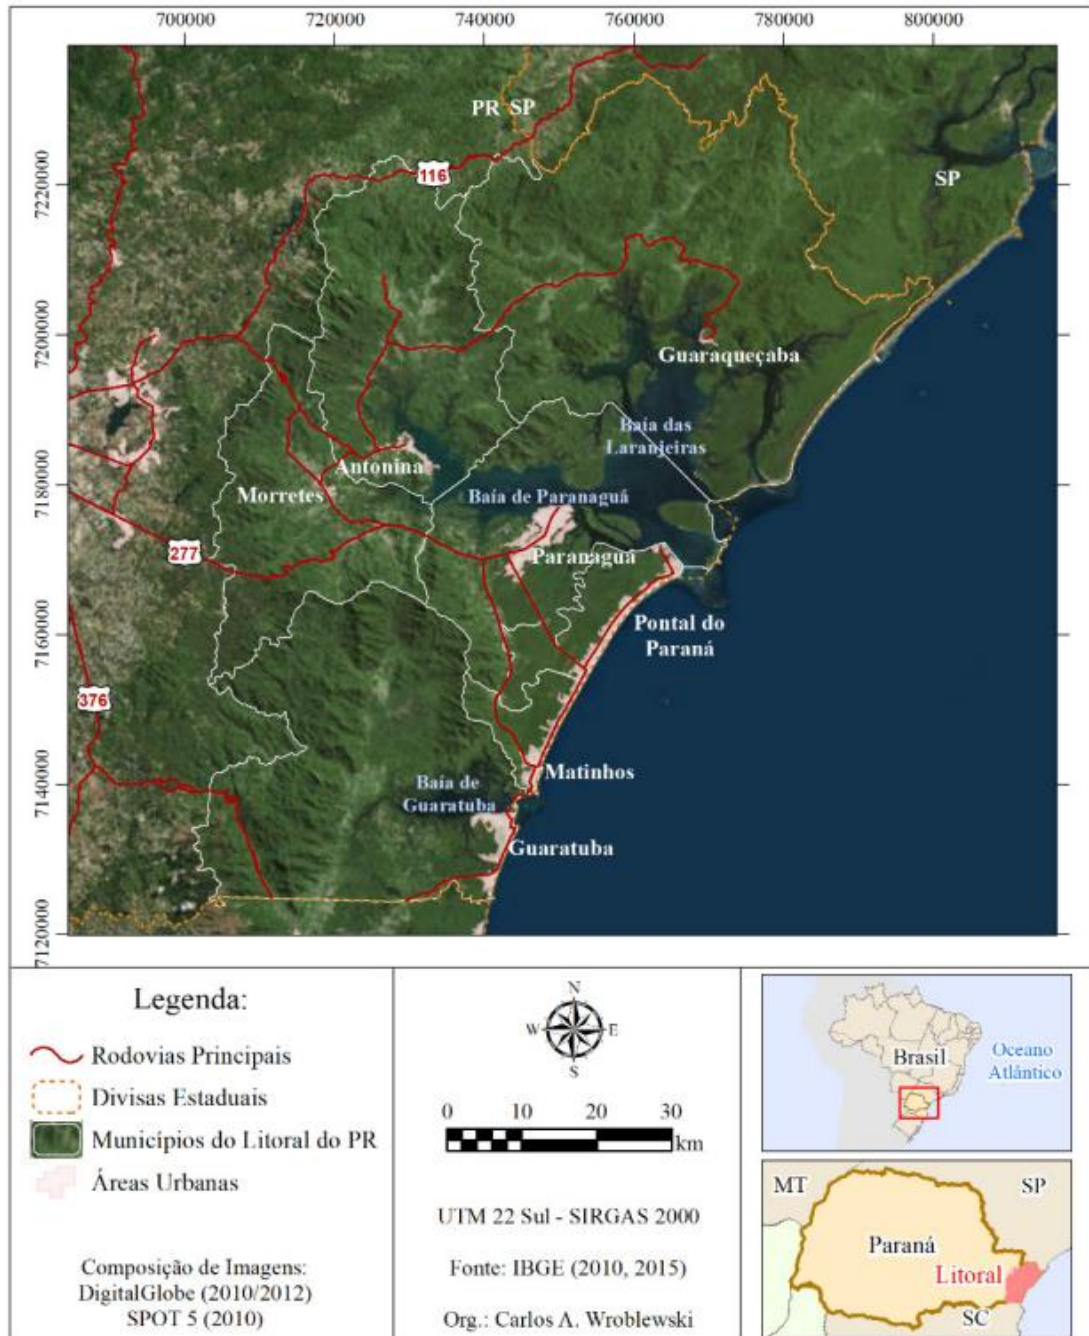 700000 720000 740000 760000 780000 800000
7220000
7200000
7180000
7160000
7140000
7120000
PR SP
116
SP
Guaraqueçaba
Baía das
Laranjeiras
Antonina
Morretes
Baía de Paranaguá
277
Paranaguá
Pontal do
Paraná
376
Matinhos
Baía de
Guaratuba
Guaratuba
Legenda:
Rodovias Principais
Divisas Estaduais
Municípios do Litoral do PR
Áreas Urbanas
Composição de Imagens:
DigitalGlobe (2010/2012)
SPOT 5 (2010)
N
W E
S
0 10 20 30
km
UTM 22 Sul - SIRGAS 2000
Fonte: IBGE (2010, 2015)
Org.: Carlos A. Wroblewski
Brasil
Oceano
Atlântico
MT
SP
Paraná
Litoral
SC